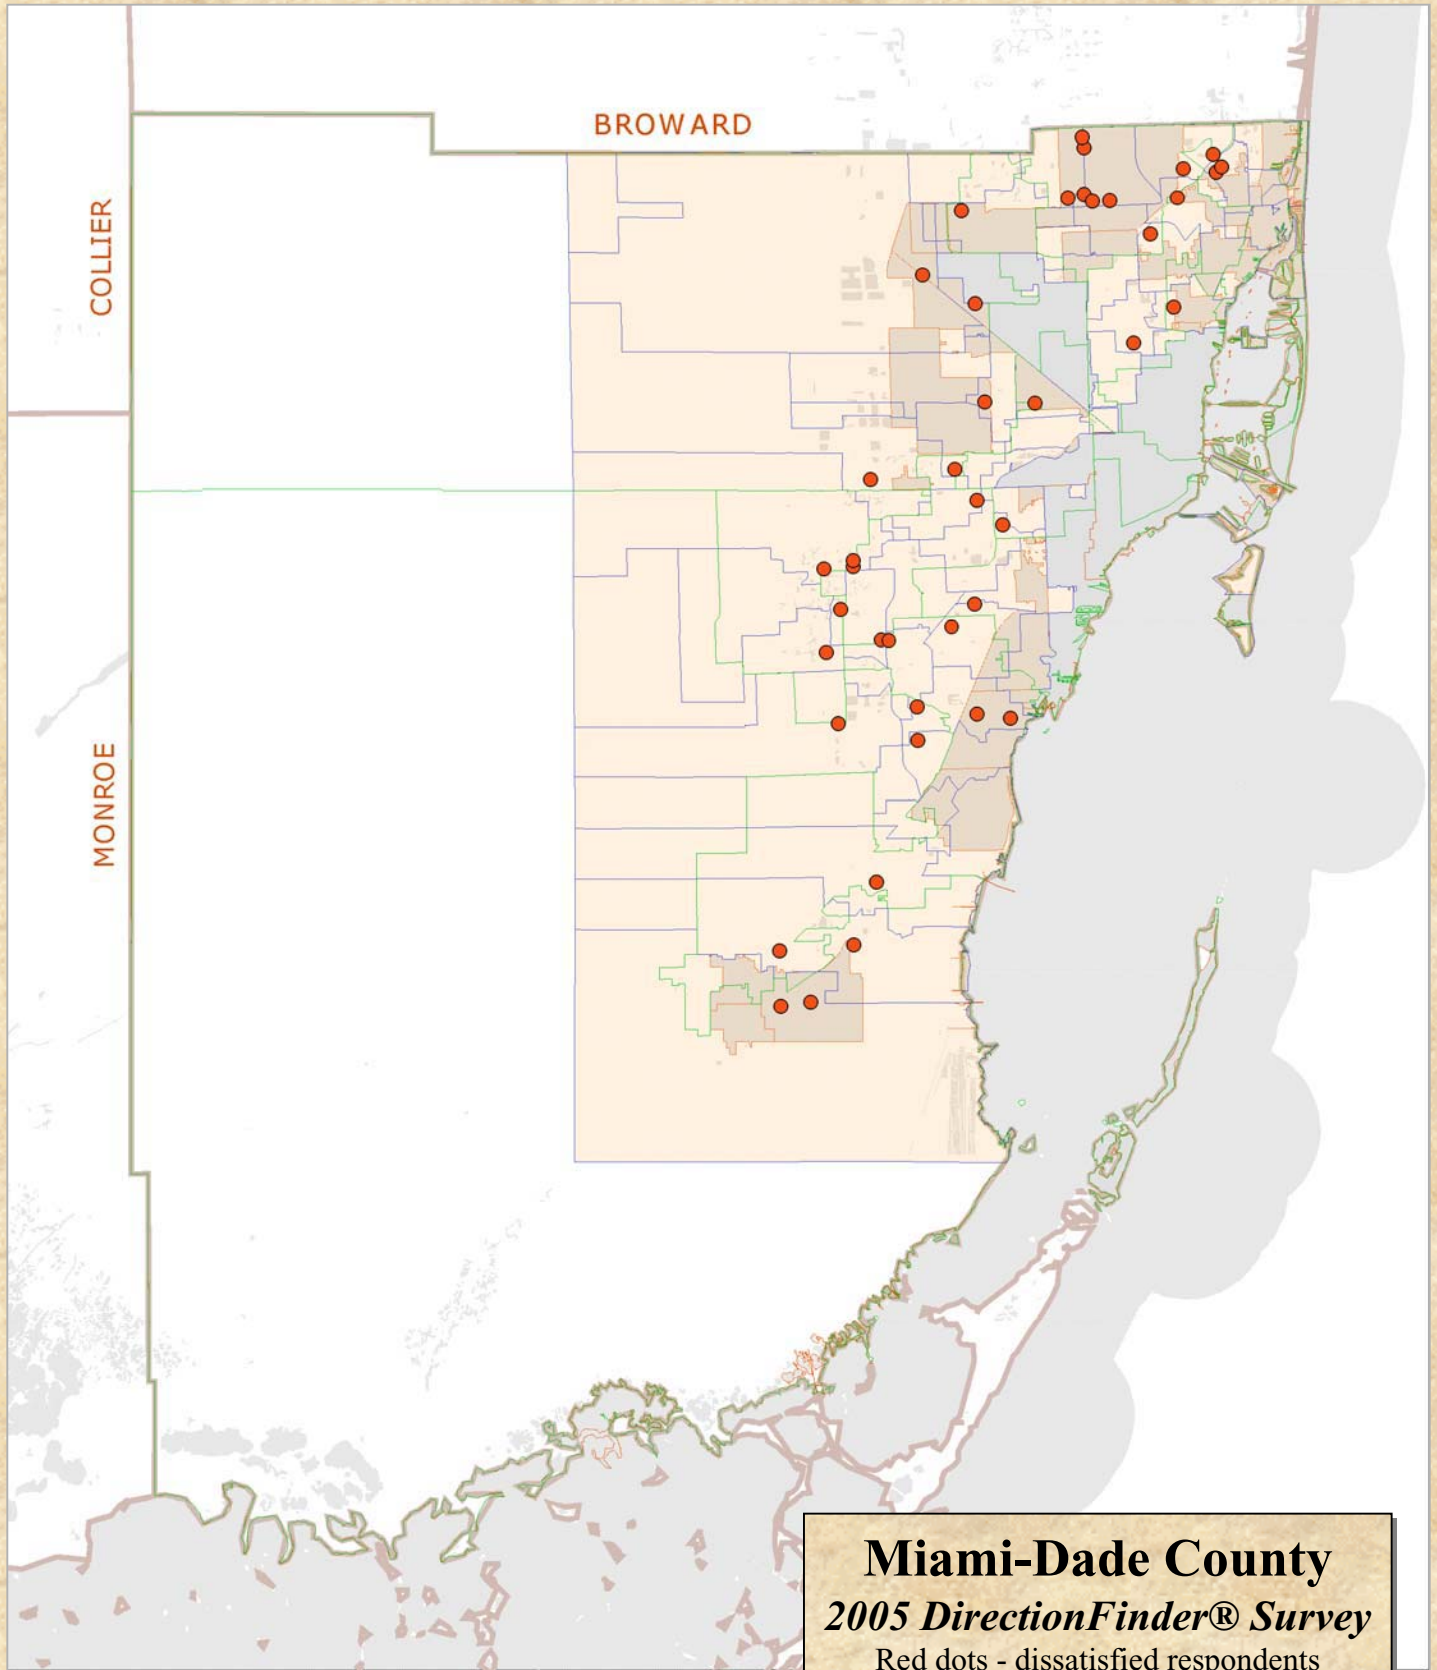 BROWARD
COLLIER
MONROE
Miami-Dade County
2005 DirectionFinder® Survey
Red dots - dissatisfied respondents